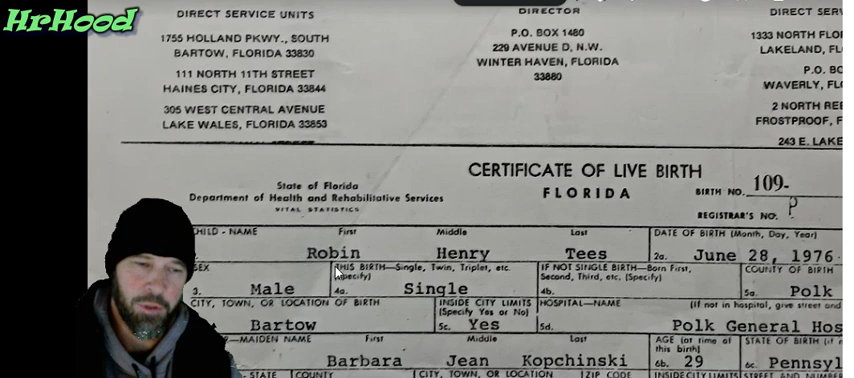 HrHood
DIRECT SERVICE UNITS
1755 HOLLAND PKWY., SOUTH
BARTOW, FLORIDA 33830
111 NORTH 11TH STREET
HAINES CITY, FLORIDA 33844
305 WEST CENTRAL AVENUE
LAKE WALES, FLORIDA 33853
DIRECTOR
P.O. BOX 1480
229 AVENUE D, N.W.
WINTER HAVEN, FLORIDA
33880
DIRECT SERV
1333 NORTH FLO
LAKELAND, FL
P.O. BO
WAVERLY, FL
2 NORTH REE
FROSTPROOF, F
243 E. LAKE
State of Florida
Department of Health and Rehabilitative Services
VITAL STATISTICS
CERTIFICATE OF LIVE BIRTH
FLORIDA
BIRTH NO. 109-
REGISTRAR'S NO.
HILD - NAME First Middle Last DATE OF BIRTH (Month, Day, Year)
Robin Henry Tees 2a. June 28, 1976
SEX THIS BIRTH—Single, Twin, Triplet, etc. (Specify) IF NOT SINGLE BIRTH—Born First, Second, Third, etc. (Specify) COUNTY OF BIRTH
3. Male 4a. Single 4b. 5a. Polk
CITY, TOWN, OR LOCATION OF BIRTH INSIDE CITY LIMITS (Specify Yes or No) HOSPITAL—NAME (If not in hospital, give street and
Bartow 5c. Yes 5d. Polk General Hos
MAIDEN NAME First Middle Last AGE (at time of this birth) STATE OF BIRTH (if
Barbara Jean Kopchinski 6b. 29 6c. Pennsyl
STATE COUNTY CITY, TOWN, OR LOCATION ZIP CODE INSIDE CITY LIMITS STREET AND NUMBER